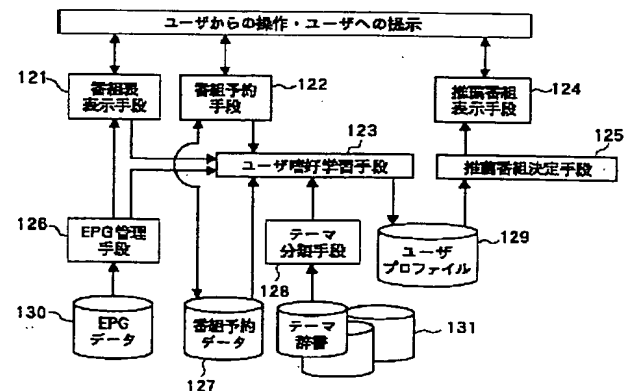 ユーザからの操作・ユーザへの提示
121
番組表
表示手段
番組予約
手段
122
推薦番組
表示手段
124
123
ユーザ嗜好学習手段
125
推薦番組決定手段
126
EPG管理
手段
テーマ
分類手段
128
ユーザ
プロファイル
129
130
EPG
データ
番組予約
データ
127
テーマ
辞書
131